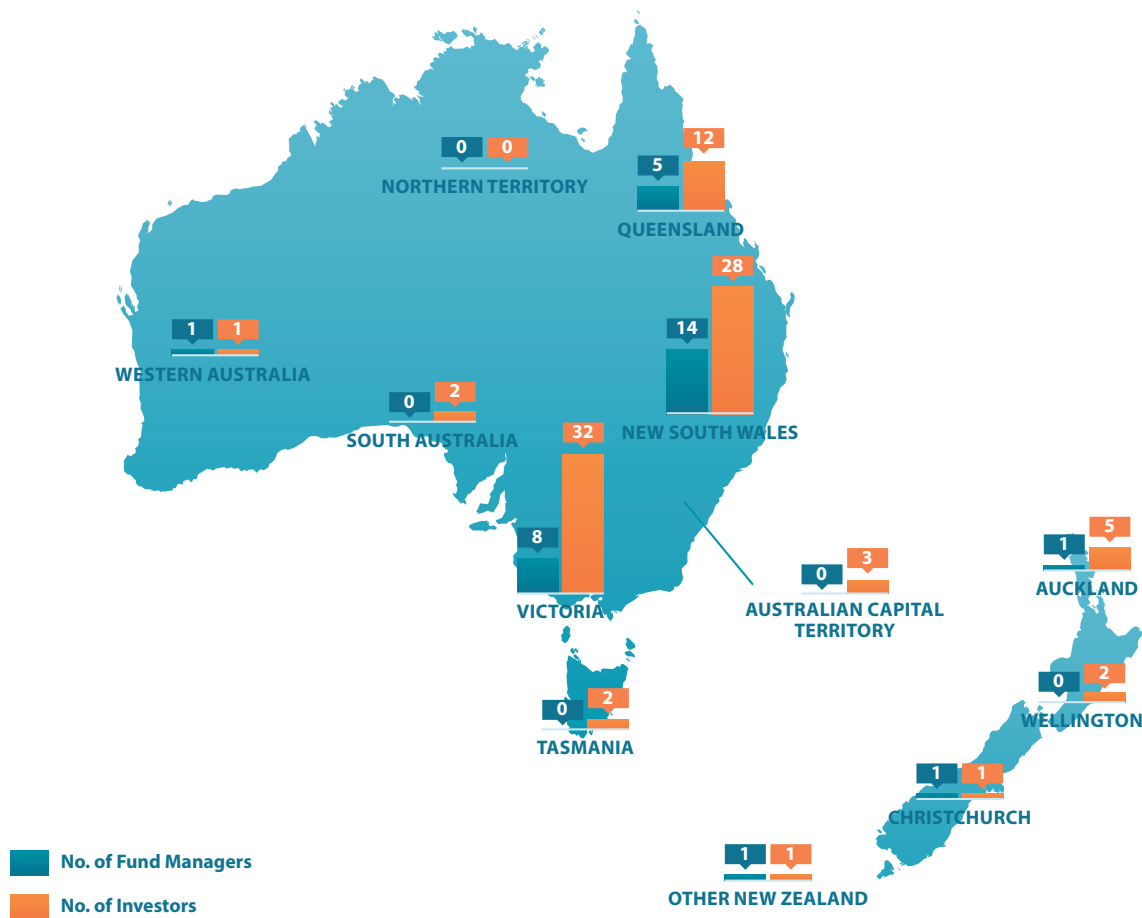 0 0
NORTHERN TERRITORY
5 12
QUEENSLAND
14 28
NEW SOUTH WALES
1 1
WESTERN AUSTRALIA
0 2
SOUTH AUSTRALIA
8 32
VICTORIA
0 3
AUSTRALIAN CAPITAL
TERRITORY
0 2
TASMANIA
1 5
AUCKLAND
0 2
WELLINGTON
1 1
CHRISTCHURCH
1 1
OTHER NEW ZEALAND
No. of Fund Managers
No. of Investors